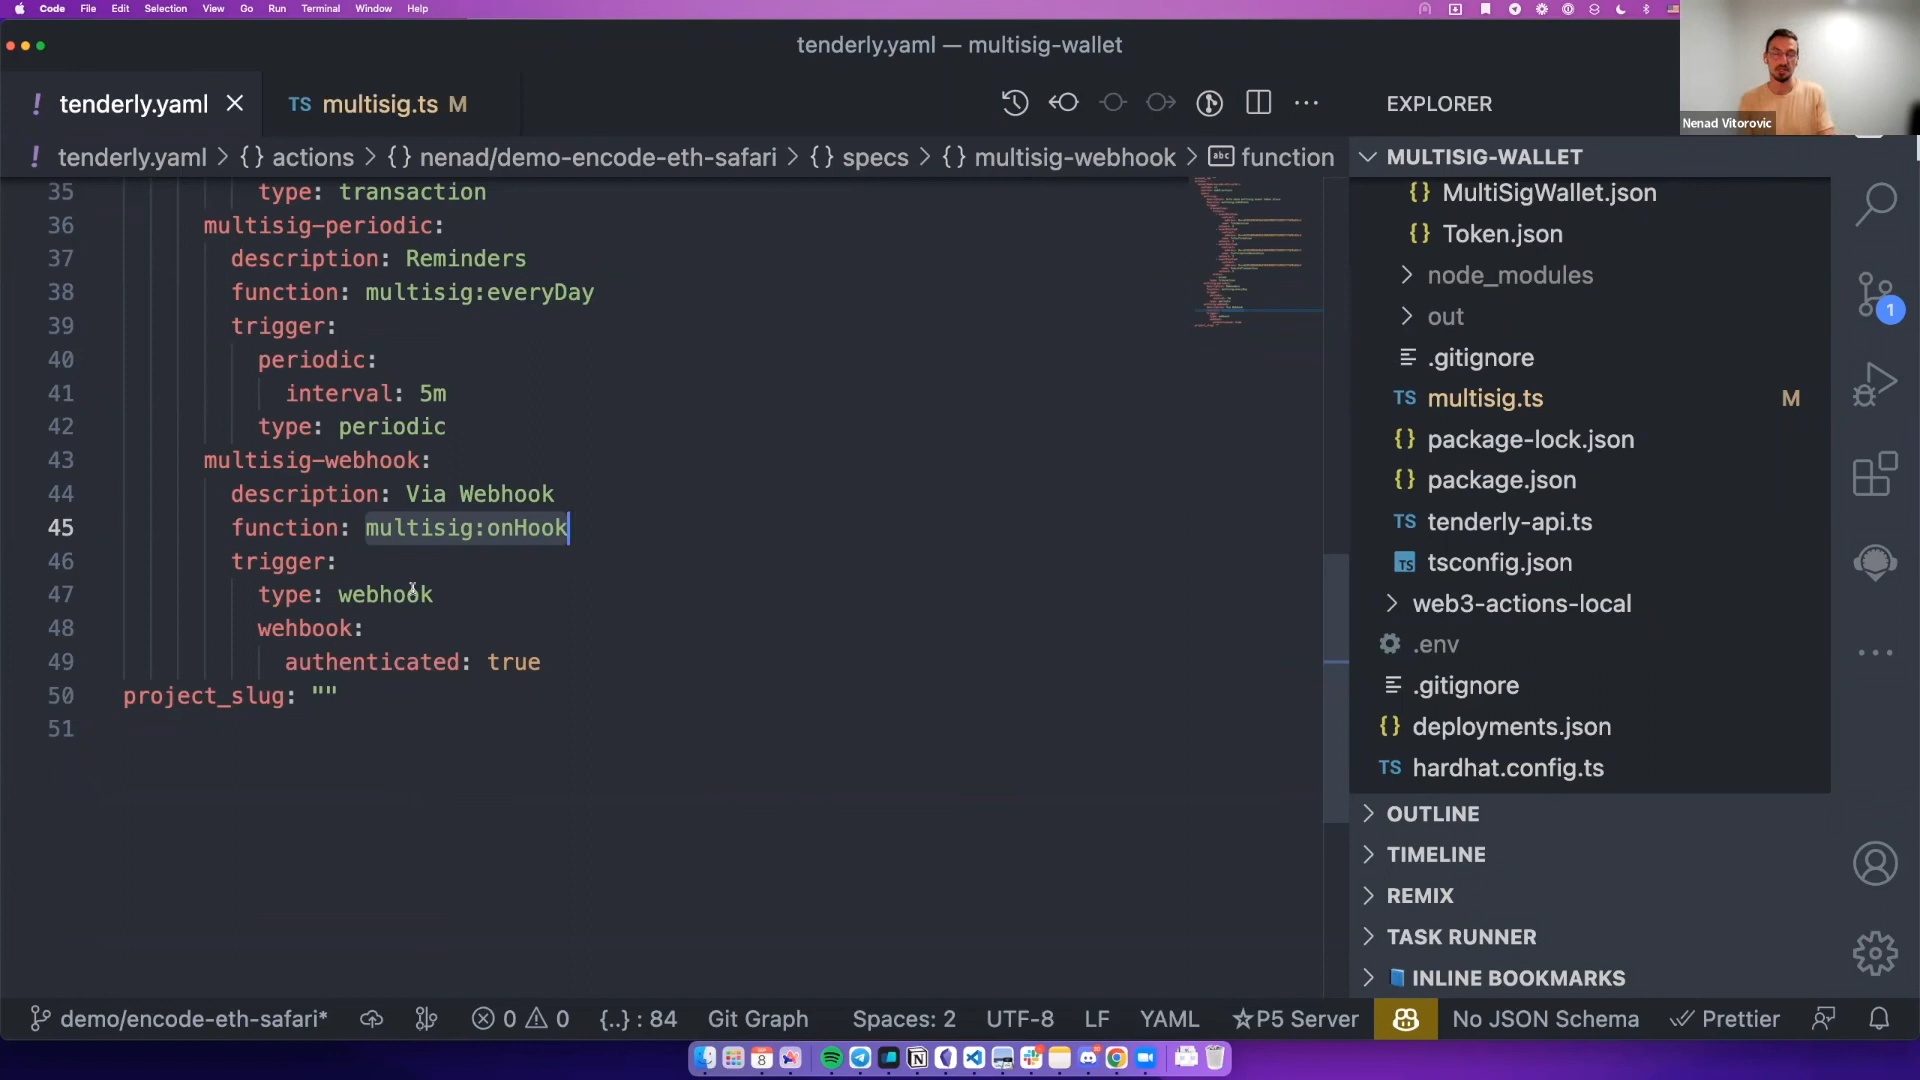 Code File Edit Selection View Go Run Terminal Window Help
tenderly.yaml — multisig-wallet
! tenderly.yaml TS multisig.ts M
EXPLORER
Nenad Vitorovic
! tenderly.yaml > {} actions > {} nenad/demo-encode-eth-safari > {} specs > {} multisig-webhook > abc function
MULTISIG-WALLET
35 type: transaction
36 multisig-periodic:
37 description: Reminders
38 function: multisig:everyDay
39 trigger:
40 periodic:
41 interval: 5m
42 type: periodic
43 multisig-webhook:
44 description: Via Webhook
45 function: multisig:onHook
46 trigger:
47 type: webhook
48 wehbook:
49 authenticated: true
50 project_slug: ""
51
{} MultiSigWallet.json
{} Token.json
node_modules
out
.gitignore
TS multisig.ts M
{} package-lock.json
{} package.json
TS tenderly-api.ts
TS tsconfig.json
web3-actions-local
.env
.gitignore
{} deployments.json
TS hardhat.config.ts
OUTLINE
TIMELINE
REMIX
TASK RUNNER
INLINE BOOKMARKS
1
demo/encode-eth-safari* 0 0 {..} : 84 Git Graph Spaces: 2 UTF-8 LF YAML P5 Server No JSON Schema Prettier